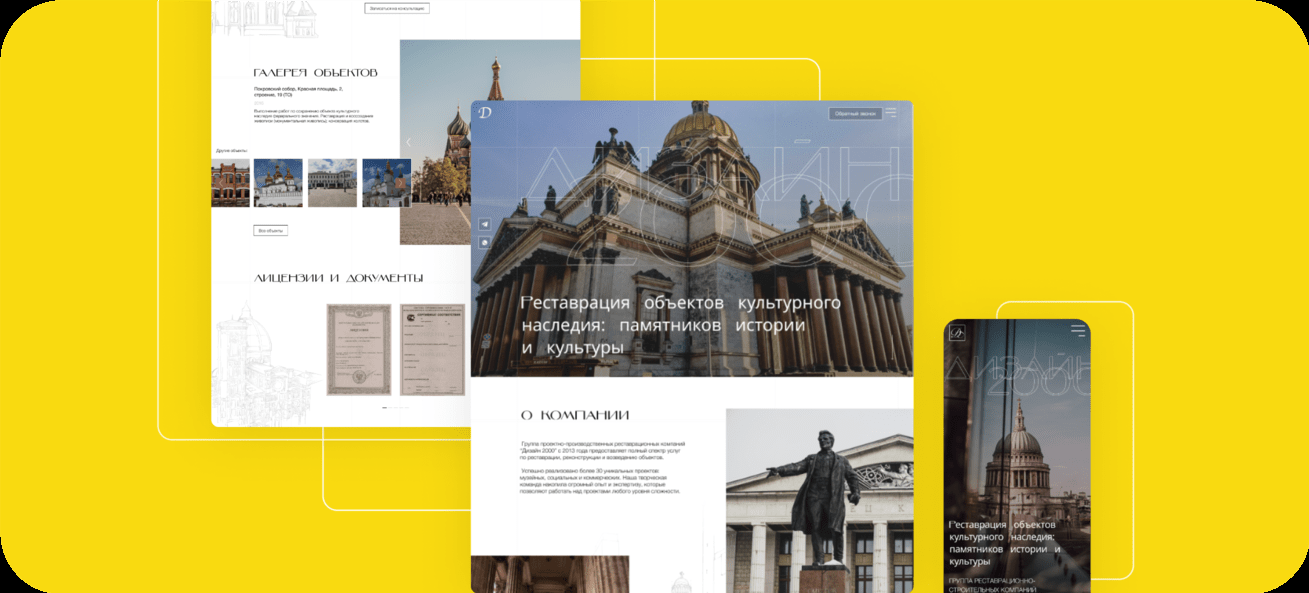 Записаться на консультацию
ГАЛЕРЕЯ ОБЪЕКТОВ
Покровский собор, Красная площадь, 2,
строение, 19 (ТО)
Выполнение работ по сохранению объекта культурного
наследия (федерального значения). Реставрация и воссоздание
живописи (монументальная живопись), консервация куполов.
Другие объекты:
Все объекты
ЛИЦЕНЗИИ И ДОКУМЕНТЫ
Д
Обратный звонок
ДИЗАЙН
2000
Реставрация объектов культурного
наследия: памятников истории
и культуры
О КОМПАНИИ
Группа проектно-производственных реставрационных компаний
"Дизайн 2000" с 2013 года предоставляет полный спектр услуг
по реставрации, реконструкции и возведению объектов.
Успешно реализовано более 30 уникальных проектов
музейных, социальных и коммерческих. Наша творческая
команда накопила огромный опыт и экспертизу, которые
позволяют работать над проектами любого уровня сложности.
Д
ДИЗАЙН
2000
Реставрация объектов
культурного наследия:
памятников истории и
культуры
ГРУППА РЕСТАВРАЦИОННО-
СТРОИТЕЛЬНЫХ КОМПАНИЙ